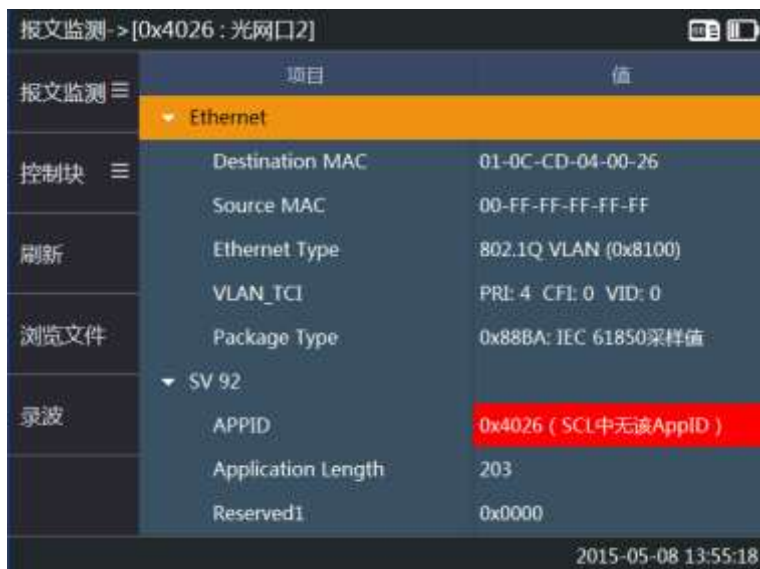 报文监测->[0x4026 : 光网口2]
报文监测
控制块
刷新
浏览文件
录波
项目 值
Ethernet
Destination MAC 01-0C-CD-04-00-26
Source MAC 00-FF-FF-FF-FF-FF
Ethernet Type 802.1Q VLAN (0x8100)
VLAN_TCI PRI: 4 CFI: 0 VID: 0
Package Type 0x88BA: IEC 61850采样值
SV 92
APPID 0x4026 ( SCL中无该AppID )
Application Length 203
Reserved1 0x0000
2015-05-08 13:55:18